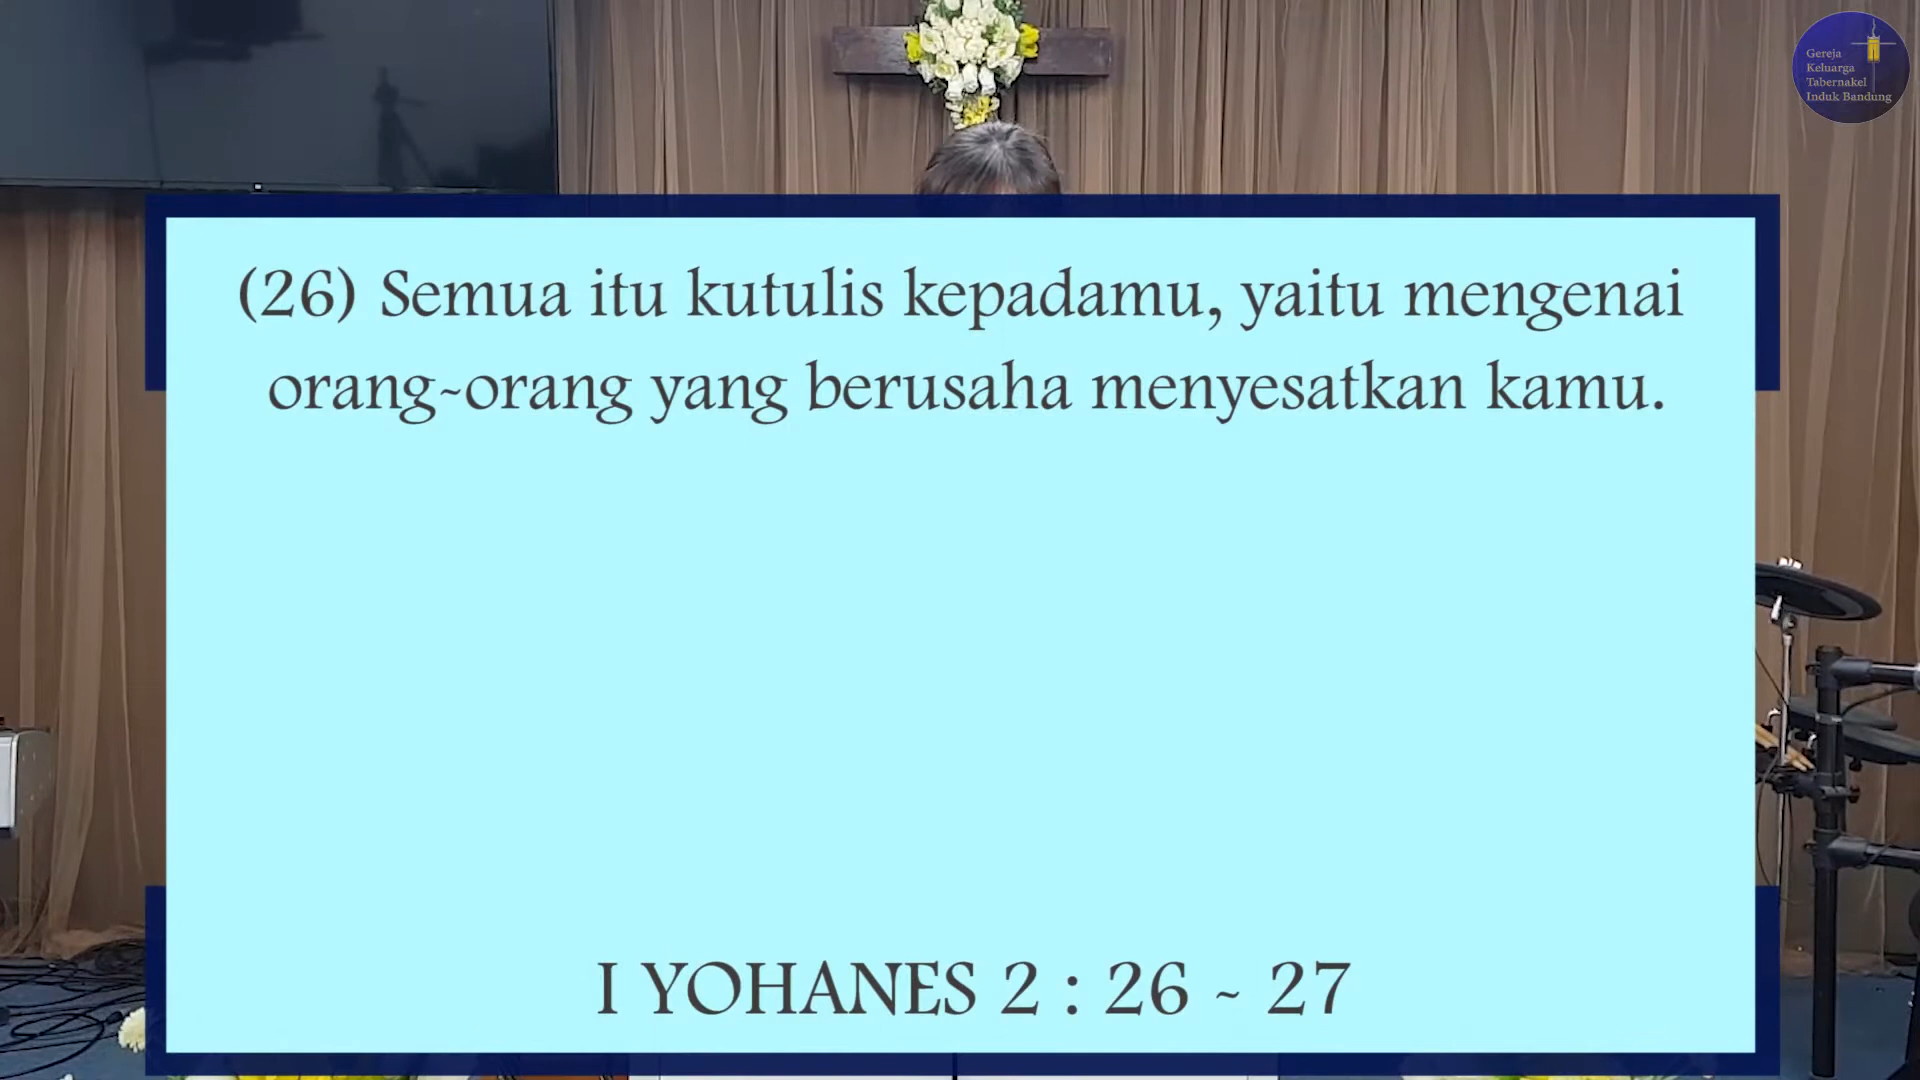 Gereja
Keluarga
Tabernakel
Induk Bandung
(26) Semua itu kutulis kepadamu, yaitu mengenai
orang-orang yang berusaha menyesatkan kamu.
I YOHANES 2 : 26 - 27